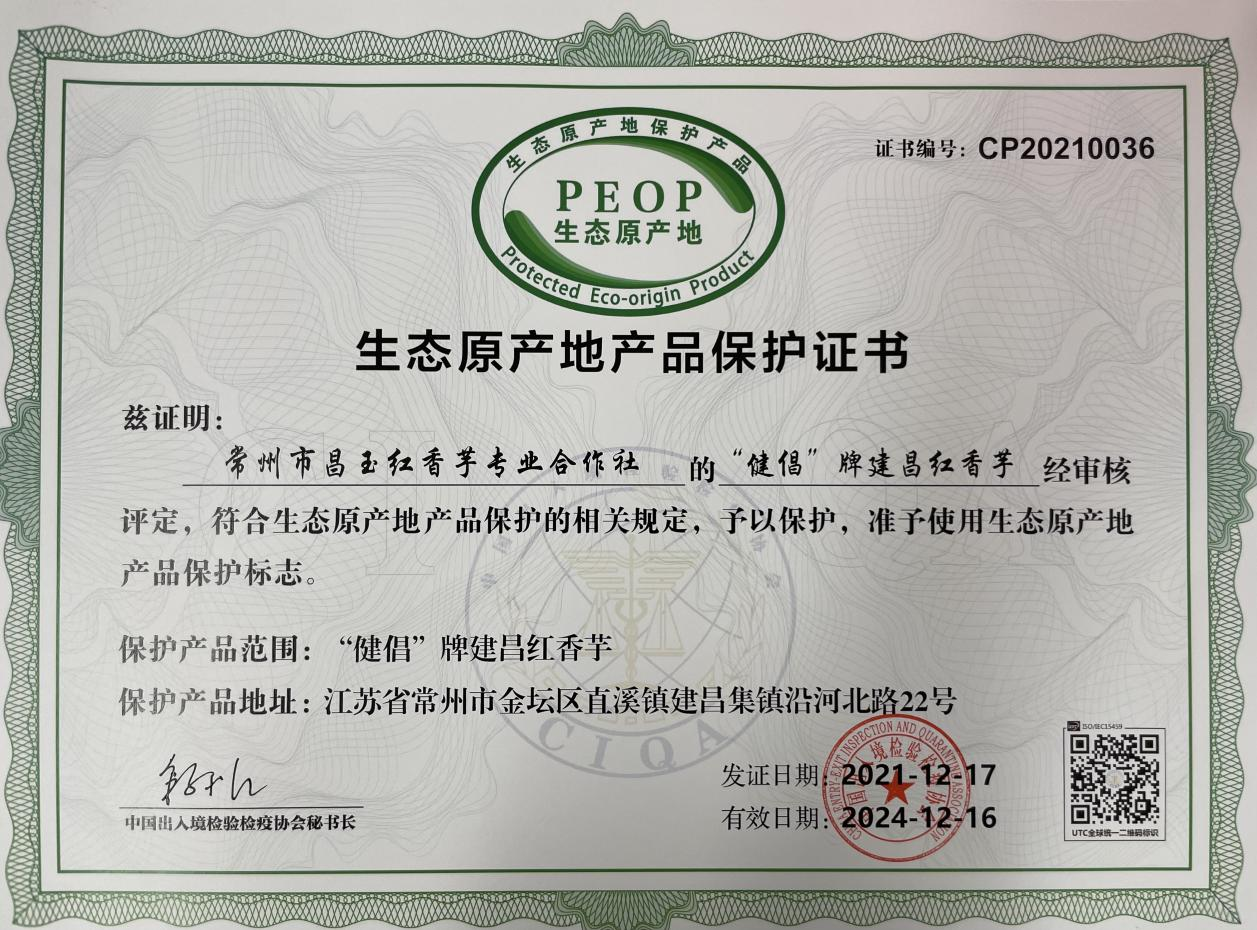 生态原产地保护产品
证书编号：CP20210036
PEOP
生态原产地
Protected Eco-origin Product
生态原产地产品保护证书
兹证明：
常州市昌玉红香芋专业合作社的“健倡”牌建昌红香芋经审核
评定，符合生态原产地产品保护的相关规定，予以保护，准予使用生态原产地
产品保护标志。
保护产品范围：“健倡”牌建昌红香芋
保护产品地址：江苏省常州市金坛区直溪镇建昌集镇沿河北路22号
CIQA
发证日期：2021-12-17
有效日期：2024-12-16
中国出入境检验检疫协会秘书长
ISO/IEC15459
UTC全球统一二维码标识